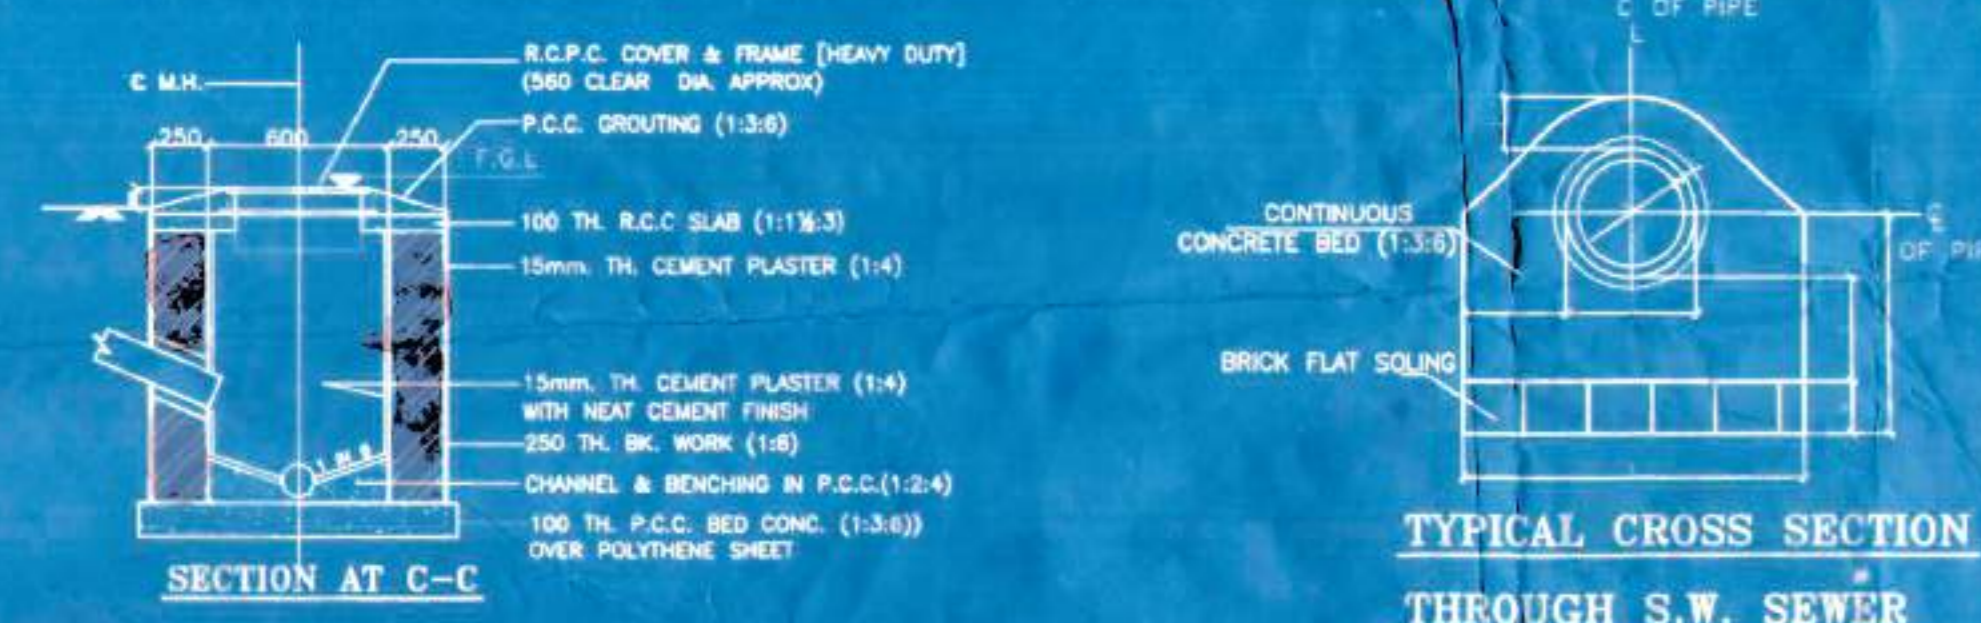 ℄ M.H.
R.C.P.C. COVER & FRAME [HEAVY DUTY]
(560 CLEAR DIA. APPROX)
P.C.C. GROUTING (1:3:6)
250 600 250
F.G.L
100 TH. R.C.C SLAB (1:1½:3)
15mm. TH. CEMENT PLASTER (1:4)
15mm. TH. CEMENT PLASTER (1:4)
WITH NEAT CEMENT FINISH
250 TH. BK. WORK (1:6)
1 IN 8
CHANNEL & BENCHING IN P.C.C.(1:2:4)
100 TH. P.C.C. BED CONC. (1:3:6))
OVER POLYTHENE SHEET
SECTION AT C-C
C OF PIPE
L
CONTINUOUS
CONCRETE BED (1:3:6)
℄
OF PIP
BRICK FLAT SOLING
TYPICAL CROSS SECTION
THROUGH S.W. SEWER